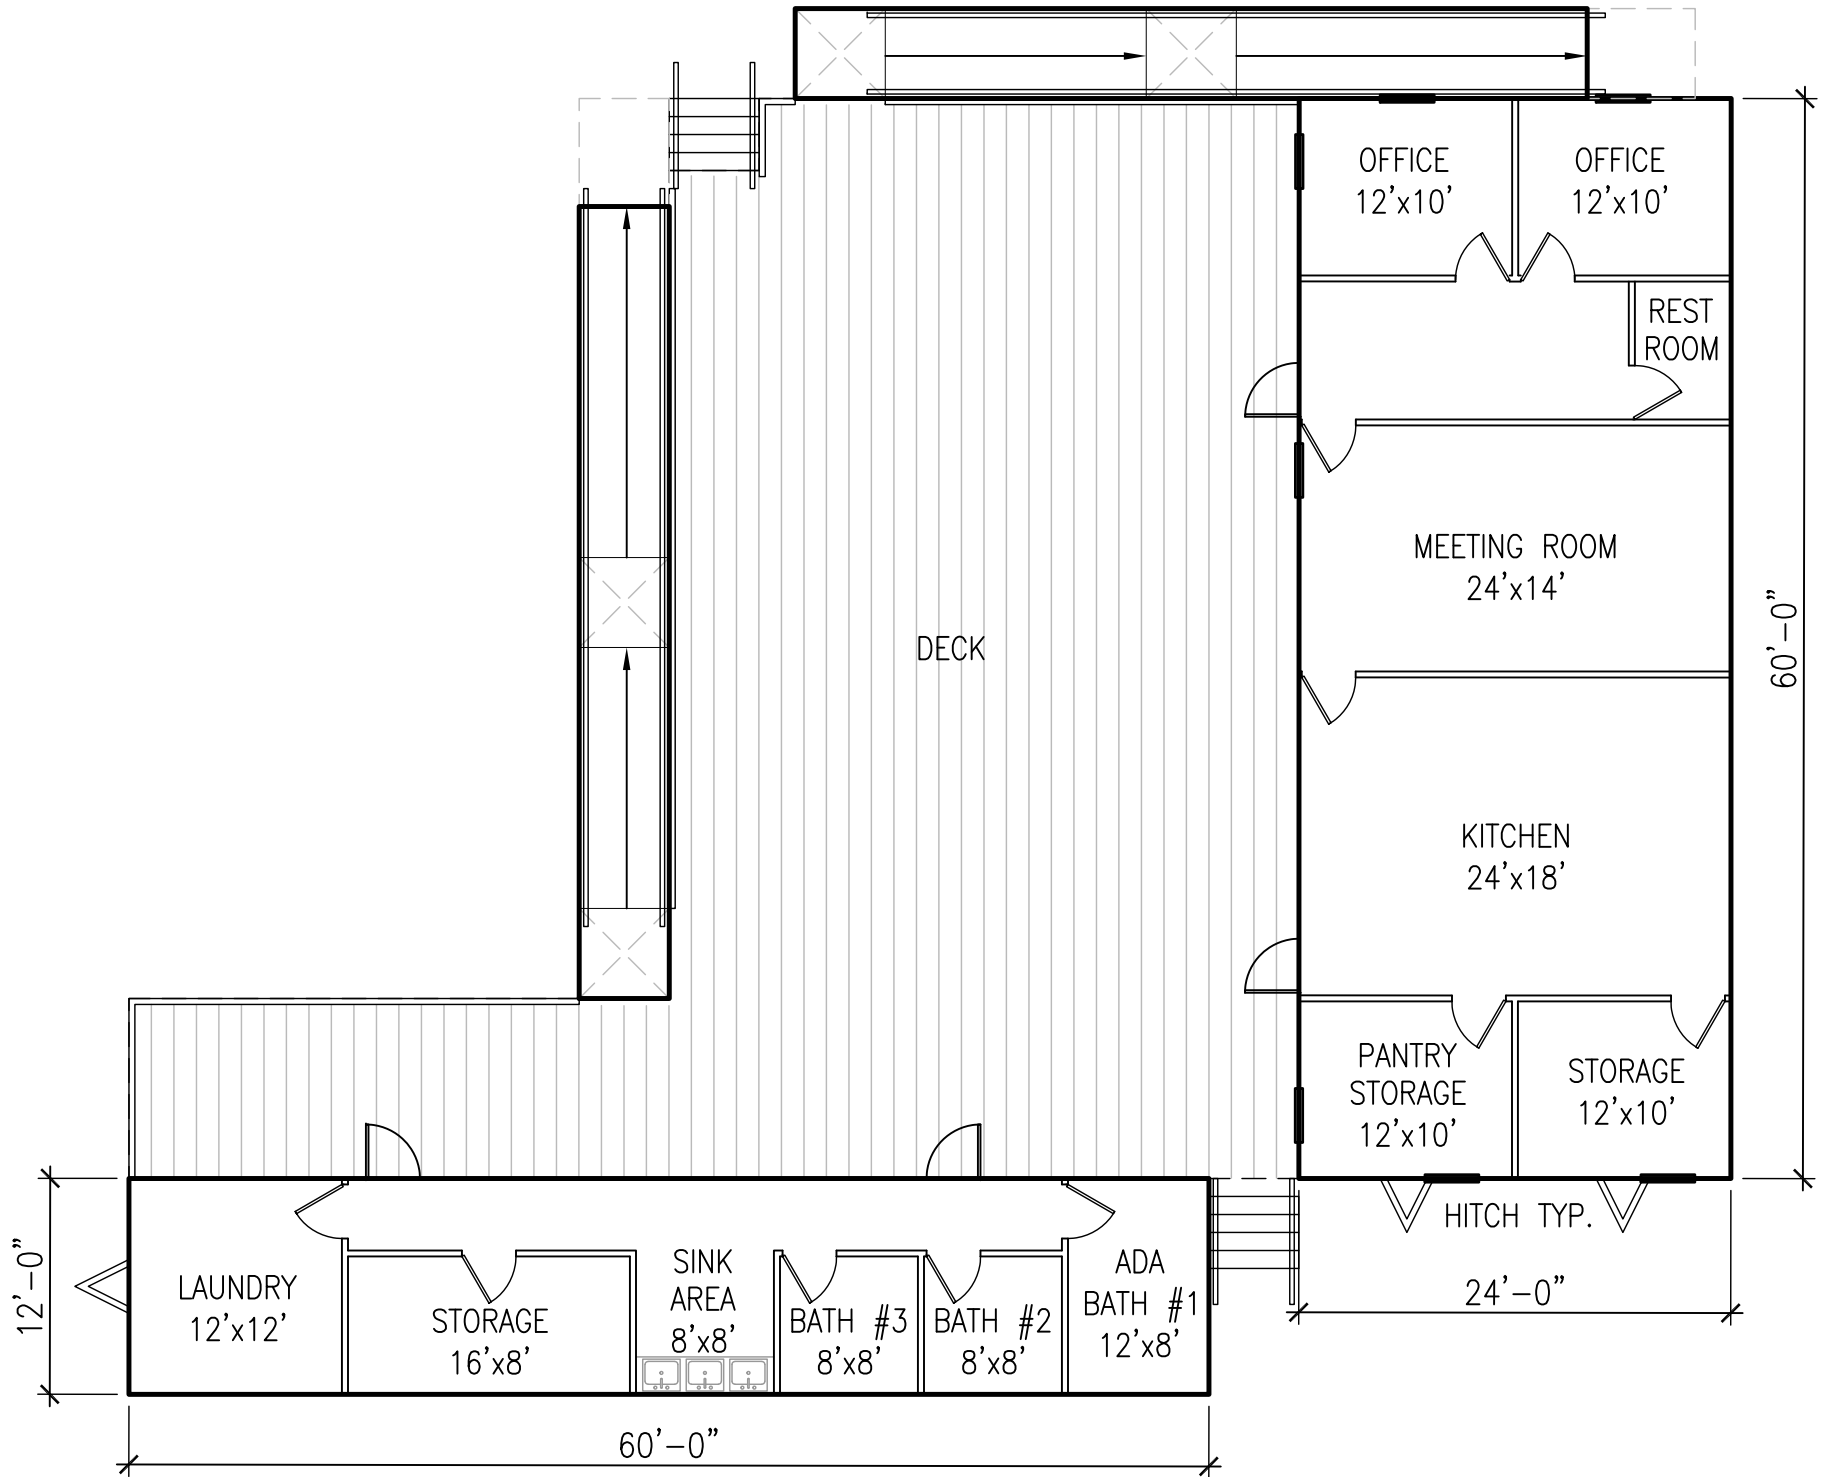 OFFICE
12'x10'
OFFICE
12'x10'
REST
ROOM
MEETING ROOM
24'x14'
DECK
60'-0"
KITCHEN
24'x18'
PANTRY
STORAGE
12'x10'
STORAGE
12'x10'
HITCH TYP.
24'-0"
12'-0"
LAUNDRY
12'x12'
STORAGE
16'x8'
SINK
AREA
8'x8'
BATH #3
8'x8'
BATH #2
8'x8'
ADA
BATH #1
12'x8'
60'-0"